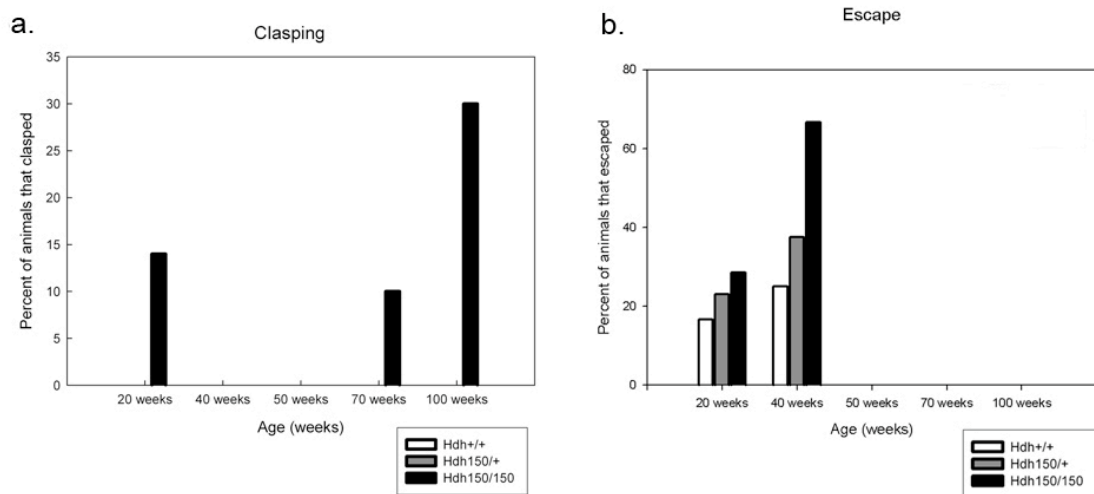 a.
Clasping
Percent of animals that clasped
35
30
25
20
15
10
5
0
20 weeks 40 weeks 50 weeks 70 weeks 100 weeks
Age (weeks)
Hdh+/+
Hdh150/+
Hdh150/150
b.
Escape
Percent of animals that escaped
80
60
40
20
0
20 weeks 40 weeks 50 weeks 70 weeks 100 weeks
Age (weeks)
Hdh+/+
Hdh150/+
Hdh150/150